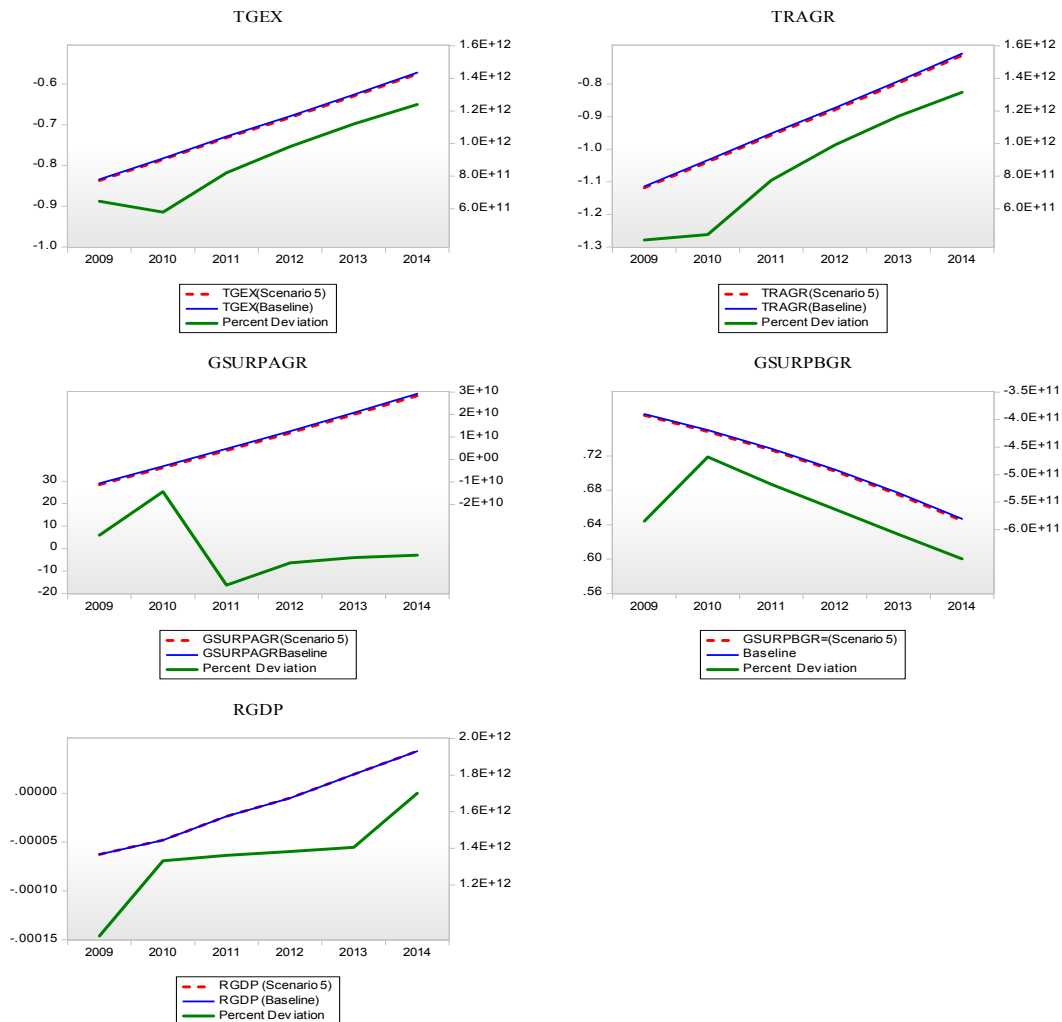 TGEX
1.6E+12
1.4E+12
1.2E+12
1.0E+12
8.0E+11
6.0E+11
-0.6
-0.7
-0.8
-0.9
-1.0
2009 2010 2011 2012 2013 2014
TGEX(Scenario 5)
TGEX(Baseline)
Percent Deviation
TRAGR
1.6E+12
1.4E+12
1.2E+12
1.0E+12
8.0E+11
6.0E+11
-0.8
-0.9
-1.0
-1.1
-1.2
-1.3
2009 2010 2011 2012 2013 2014
TRAGR(Scenario 5)
TRAGR(Baseline)
Percent Deviation
GSURPAGR
3E+10
2E+10
1E+10
0E+00
-1E+10
-2E+10
30
20
10
0
-10
-20
2009 2010 2011 2012 2013 2014
GSURPAGR(Scenario 5)
GSURPAGRBaseline
Percent Deviation
GSURPBGR
-3.5E+11
-4.0E+11
-4.5E+11
-5.0E+11
-5.5E+11
-6.0E+11
.72
.68
.64
.60
.56
2009 2010 2011 2012 2013 2014
GSURPBGR=(Scenario 5)
Baseline
Percent Deviation
RGDP
2.0E+12
1.8E+12
1.6E+12
1.4E+12
1.2E+12
.00000
-.00005
-.00010
-.00015
2009 2010 2011 2012 2013 2014
RGDP (Scenario 5)
RGDP (Baseline)
Percent Deviation